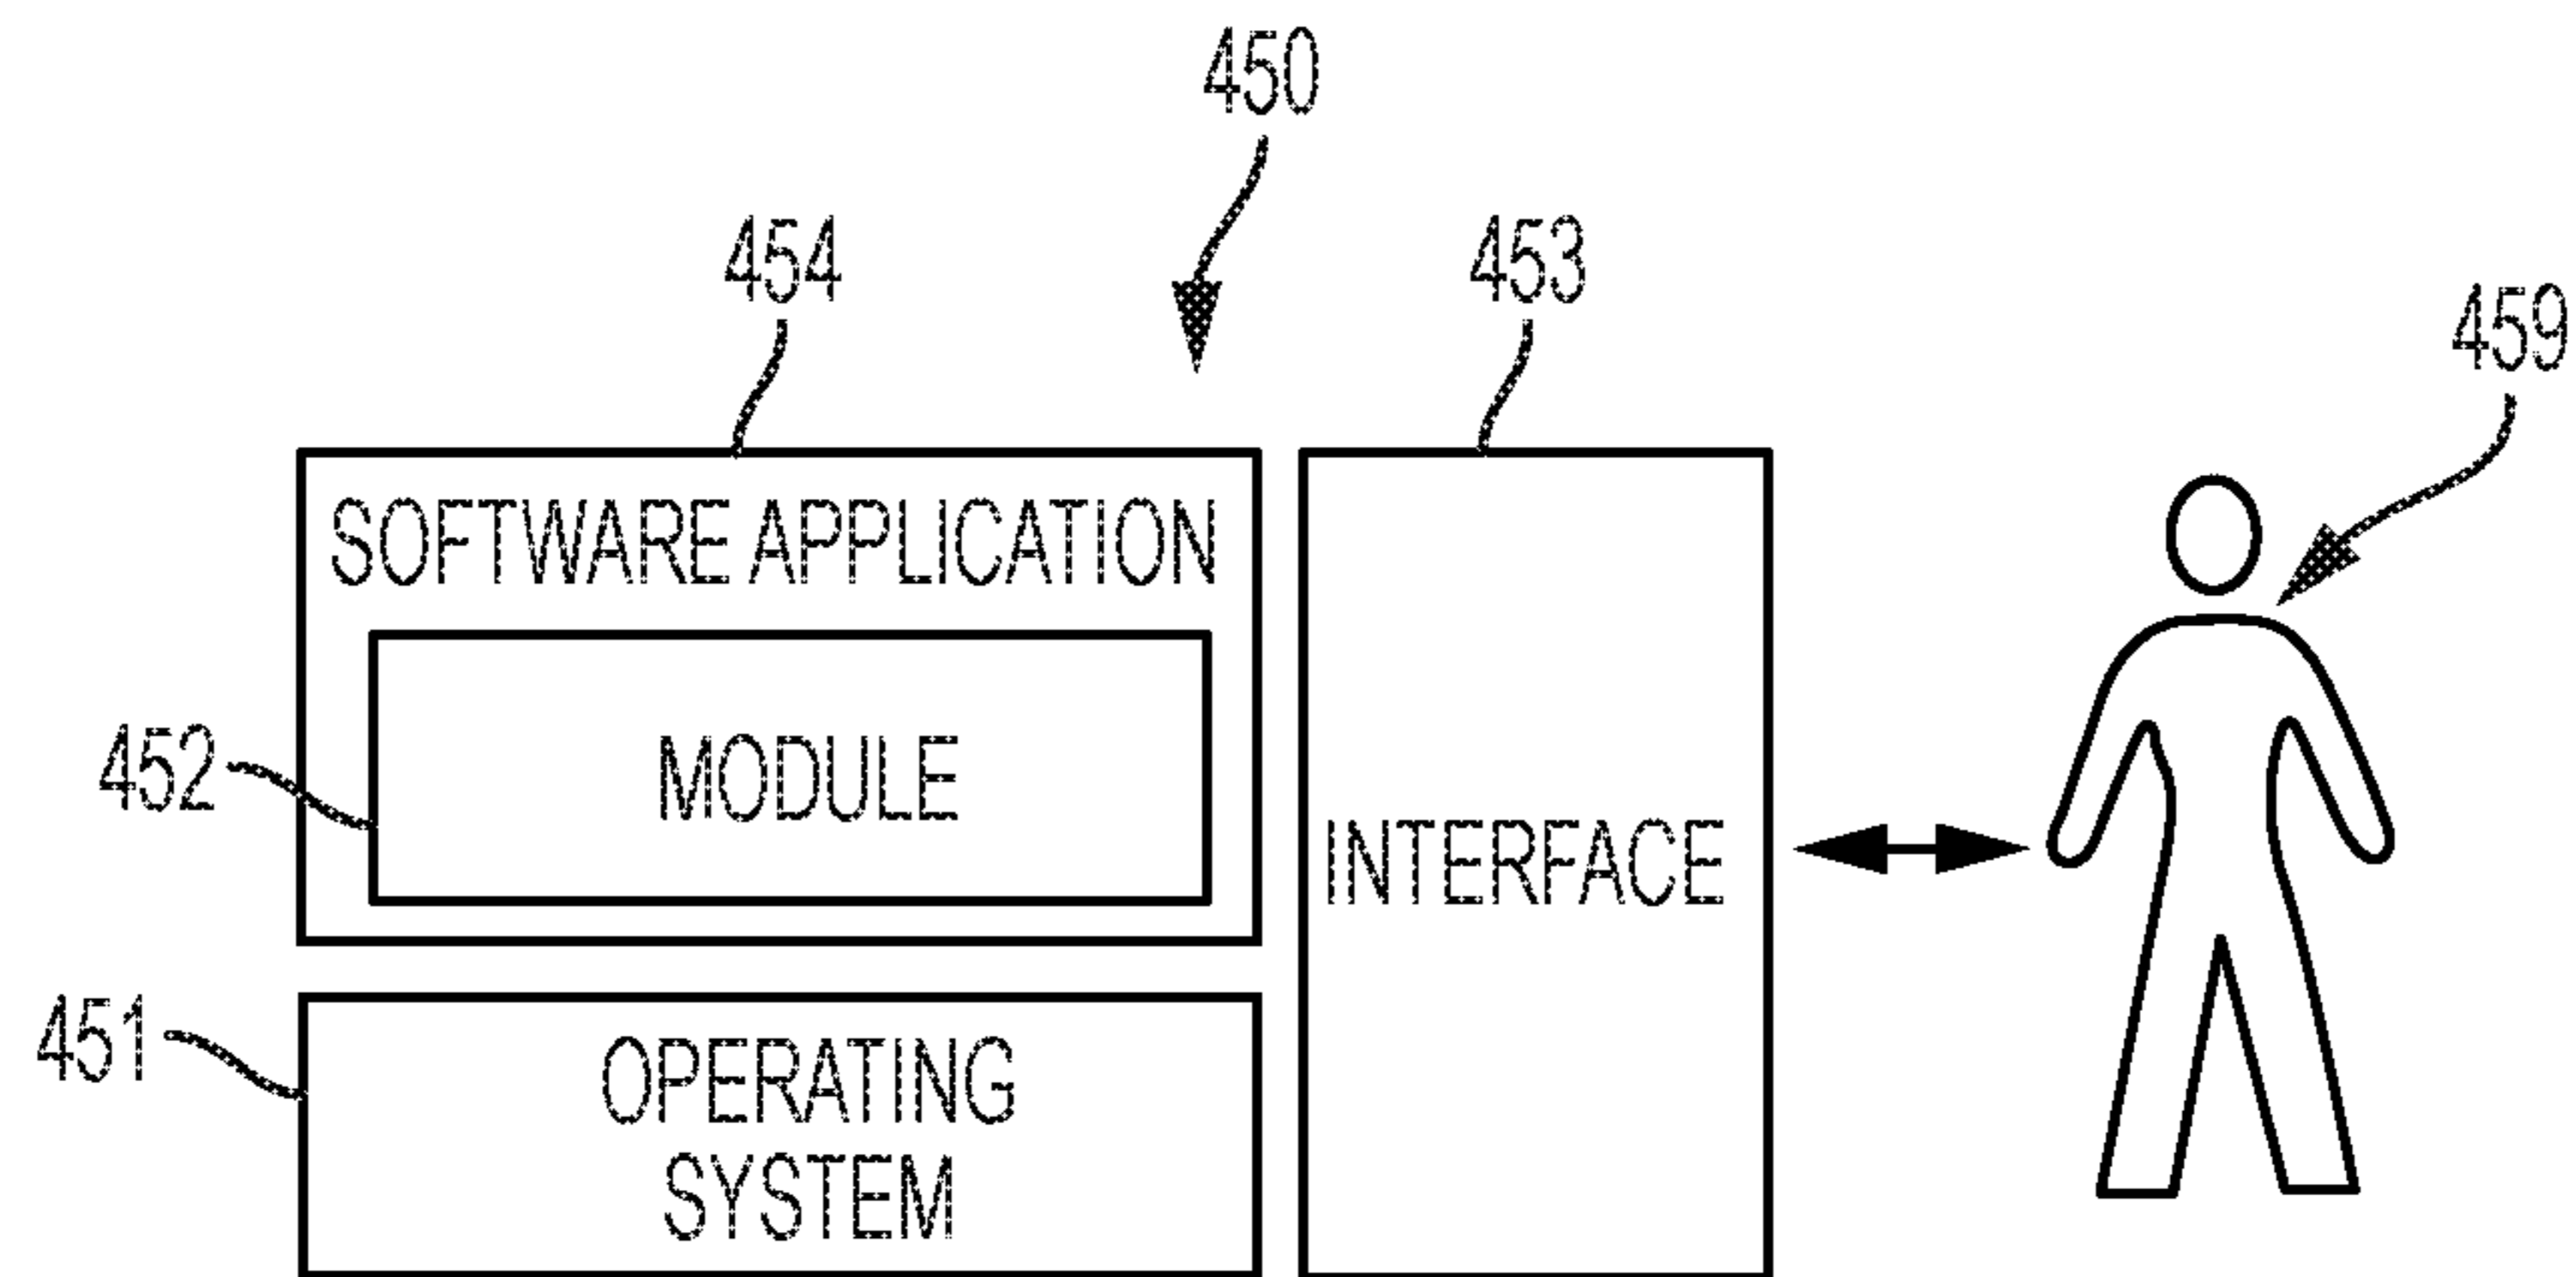 450
454
453
459
SOFTWARE APPLICATION
452
MODULE
INTERFACE
451
OPERATING
SYSTEM